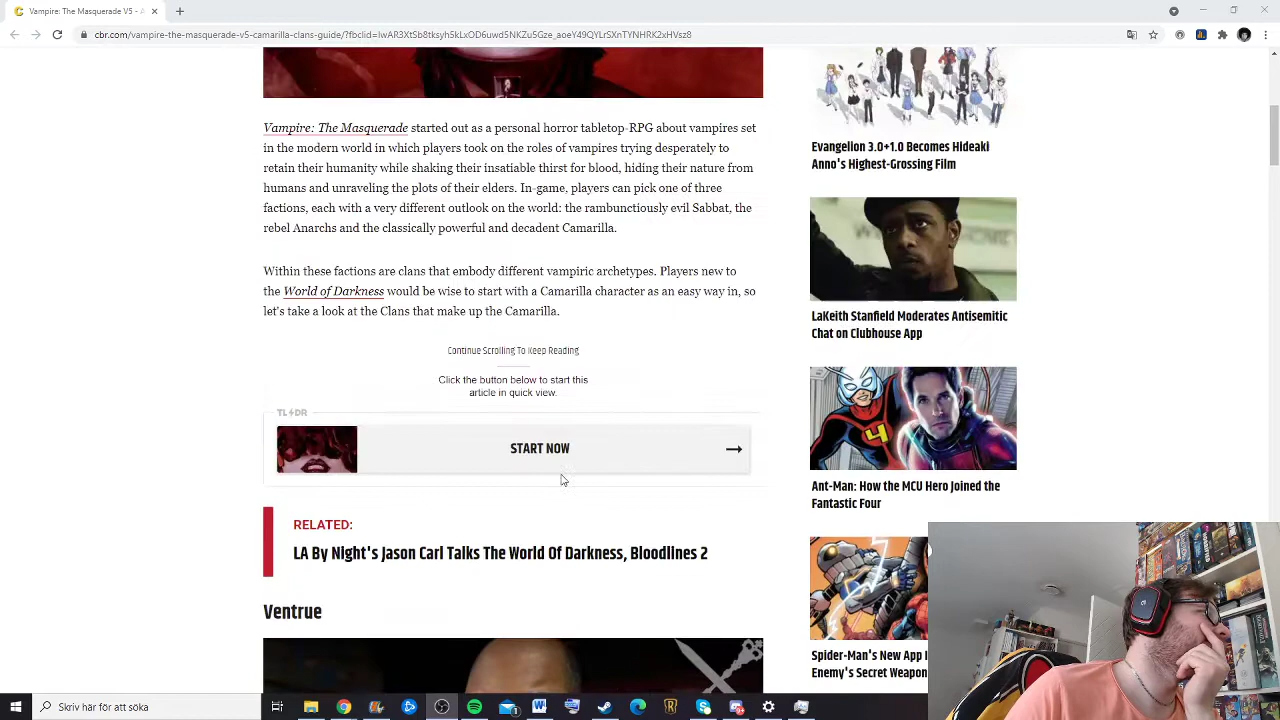 Vampire: The Masquerade V5 - A
cbr.com/vampire-the-masquerade-v5-camarilla-clans-guide/?fbclid=IwAR3XtSb8tksyh5kLxOD6uwd5NKZu5Gze_aoeY49QYLrSXnTYNHRK2xHVsz8
Vampire: The Masquerade started out as a personal horror tabletop-RPG about vampires set
in the modern world in which players took on the roles of vampires trying desperately to
retain their humanity while shaking their insatiable thirst for blood, hiding their nature from
humans and unraveling the plots of their elders. In-game, players can pick one of three
factions, each with a very different outlook on the world: the rambunctiously evil Sabbat, the
rebel Anarchs and the classically powerful and decadent Camarilla.
Within these factions are clans that embody different vampiric archetypes. Players new to
the World of Darkness would be wise to start with a Camarilla character as an easy way in, so
let's take a look at the Clans that make up the Camarilla.
Continue Scrolling To Keep Reading
Click the button below to start this
article in quick view.
TL DR
START NOW
RELATED:
LA By Night's Jason Carl Talks The World Of Darkness, Bloodlines 2
Ventrue
Evangelion 3.0+1.0 Becomes Hideaki
Anno's Highest-Grossing Film
LaKeith Stanfield Moderates Antisemitic
Chat on Clubhouse App
4
Ant-Man: How the MCU Hero Joined the
Fantastic Four
Spider-Man's New App
Enemy's Secret Weapon
Skriv här för att söka